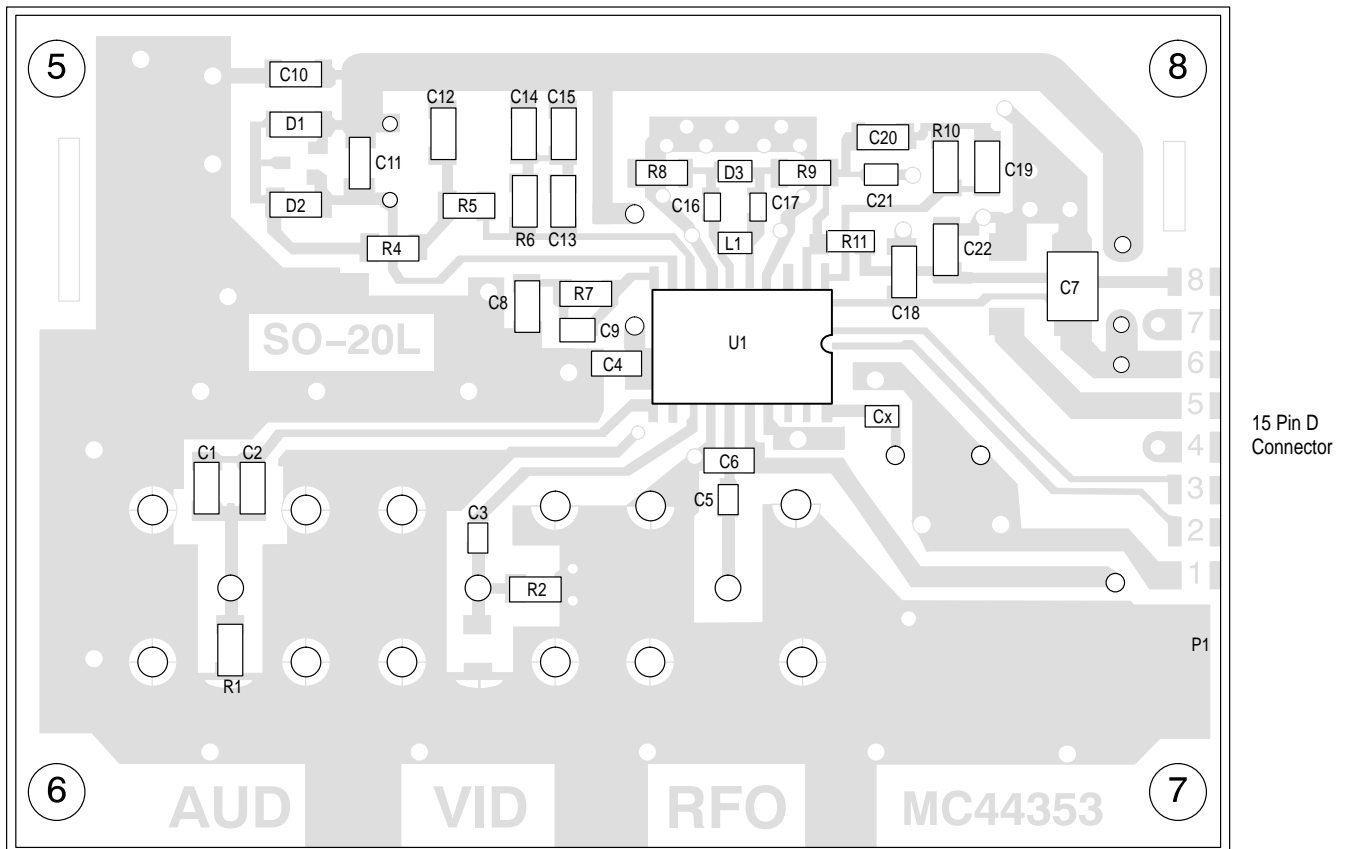 5
8
C10
C12
C14
C15
D1
C11
C20
R10
C19
R8
D3
R9
C21
D2
R5
C16
C17
R6
C13
R4
L1
R11
C22
C8
R7
C18
C7
8
C9
7
SO–20L
U1
C4
6
5
Cx
15 Pin D
Connector
4
C1
C2
C6
3
C5
C3
2
1
R2
P1
R1
6
7
AUD
VID
RFO
MC44353